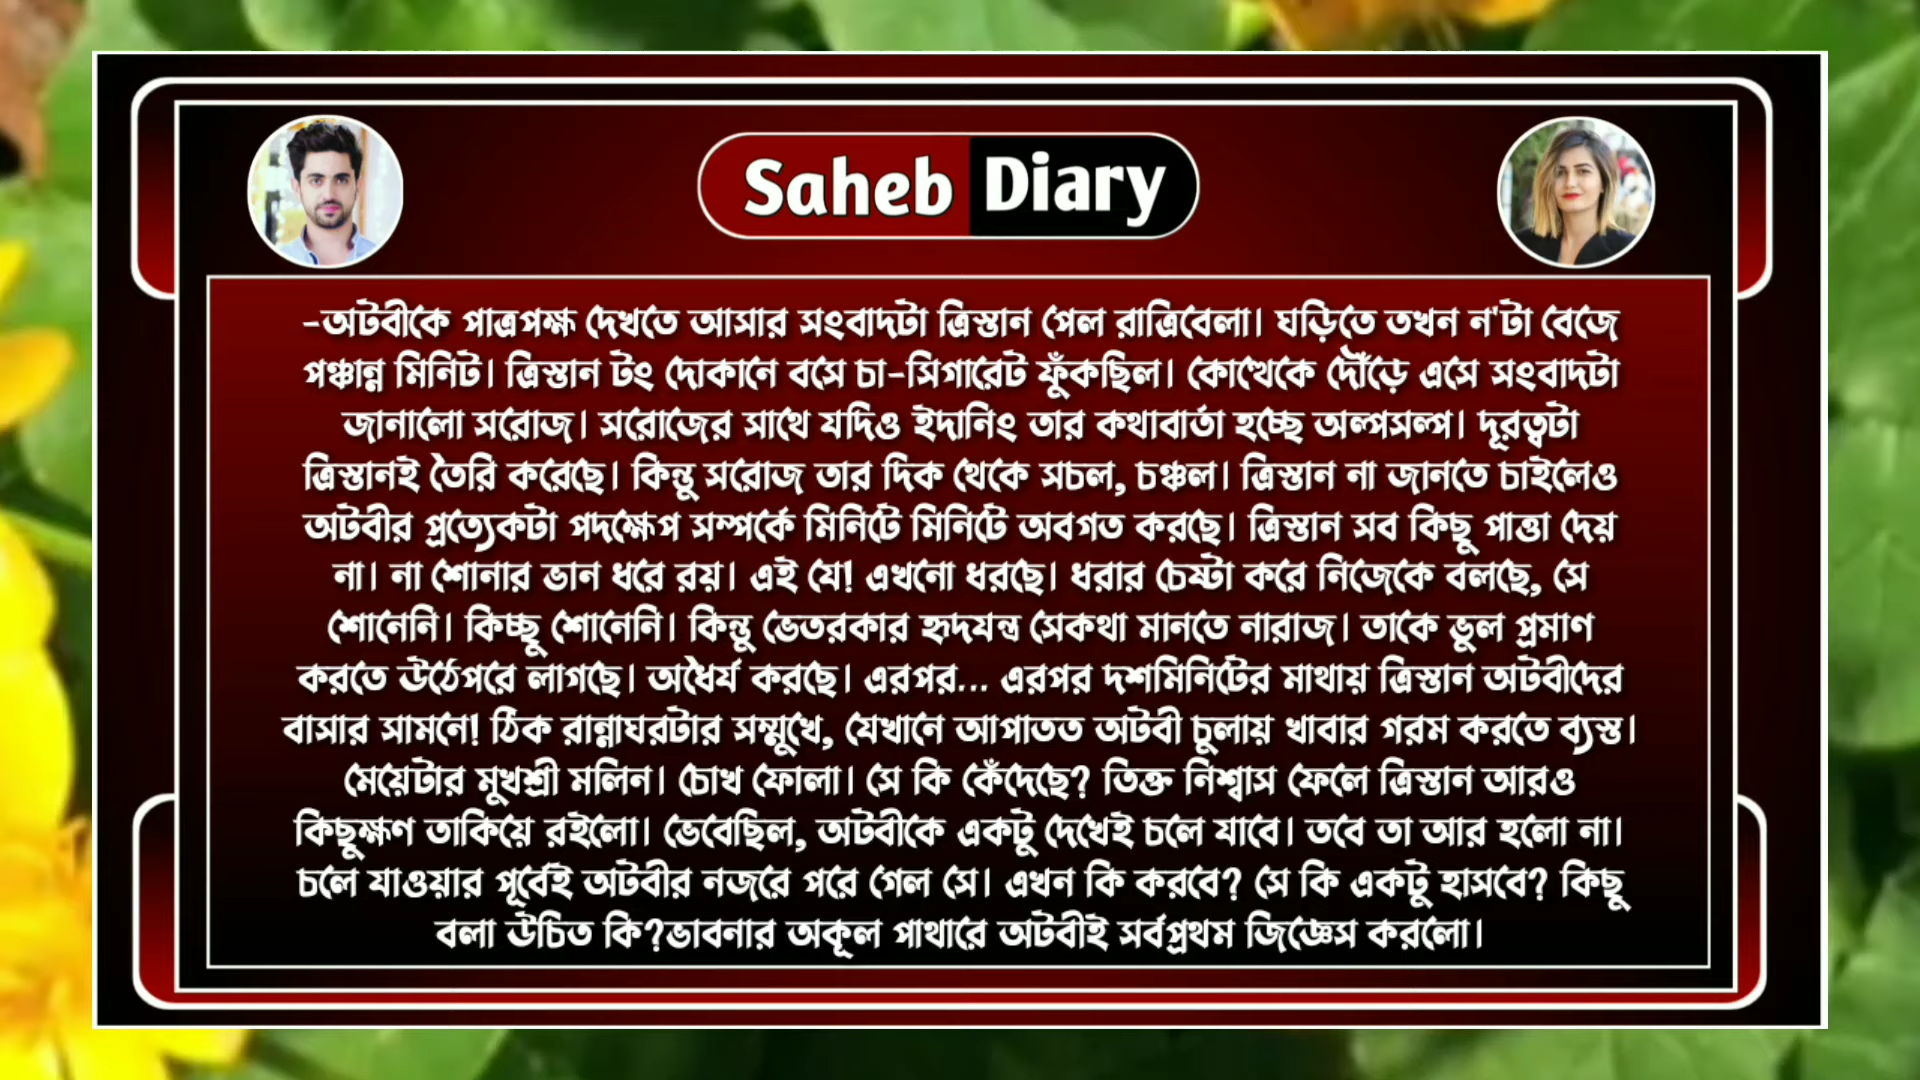 Saheb Diary
-অটবীকে পাত্রপক্ষ দেখতে আসার সংবাদটা ত্রিস্তান পেল রাত্রিবেলা। ঘড়িতে তখন ন'টা বেজে
পঞ্চান্ন মিনিট। ত্রিস্তান টং দোকানে বসে চা-সিগারেট ফুঁকছিল। কোত্থেকে দৌঁড়ে এসে সংবাদটা
জানালো সরোজ। সরোজের সাথে যদিও ইদানিং তার কথাবার্তা হচ্ছে অল্পসল্প। দূরত্বটা
ত্রিস্তানই তৈরি করেছে। কিন্তু সরোজ তার দিক থেকে সচল, চঞ্চল। ত্রিস্তান না জানতে চাইলেও
অটবীর প্রত্যেকটা পদক্ষেপ সম্পর্কে মিনিটে মিনিটে অবগত করছে। ত্রিস্তান সব কিছু পাত্তা দেয়
না। না শোনার ভান ধরে রয়। এই যে! এখনো ধরছে। ধরার চেষ্টা করে নিজেকে বলছে, সে
শোনেনি। কিচ্ছু শোনেনি। কিন্তু ভেতরকার হৃদযন্ত্র সেকথা মানতে নারাজ। তাকে ভুল প্রমাণ
করতে উঠেপরে লাগছে। অধৈর্য করছে। এরপর... এরপর দশমিনিটের মাথায় ত্রিস্তান অটবীদের
বাসার সামনে! ঠিক রান্নাঘরটার সম্মুখে, যেখানে আপাতত অটবী চুলায় খাবার গরম করতে ব্যস্ত।
মেয়েটার মুখশ্রী মলিন। চোখ ফোলা। সে কি কেঁদেছে? তিক্ত নিশ্বাস ফেলে ত্রিস্তান আরও
কিছুক্ষণ তাকিয়ে রইলো। ভেবেছিল, অটবীকে একটু দেখেই চলে যাবে। তবে তা আর হলো না।
চলে যাওয়ার পূর্বেই অটবীর নজরে পরে গেল সে। এখন কি করবে? সে কি একটু হাসবে? কিছু
বলা উচিত কি?ভাবনার অকূল পাথারে অটবীই সর্বপ্রথম জিজ্ঞেস করলো।